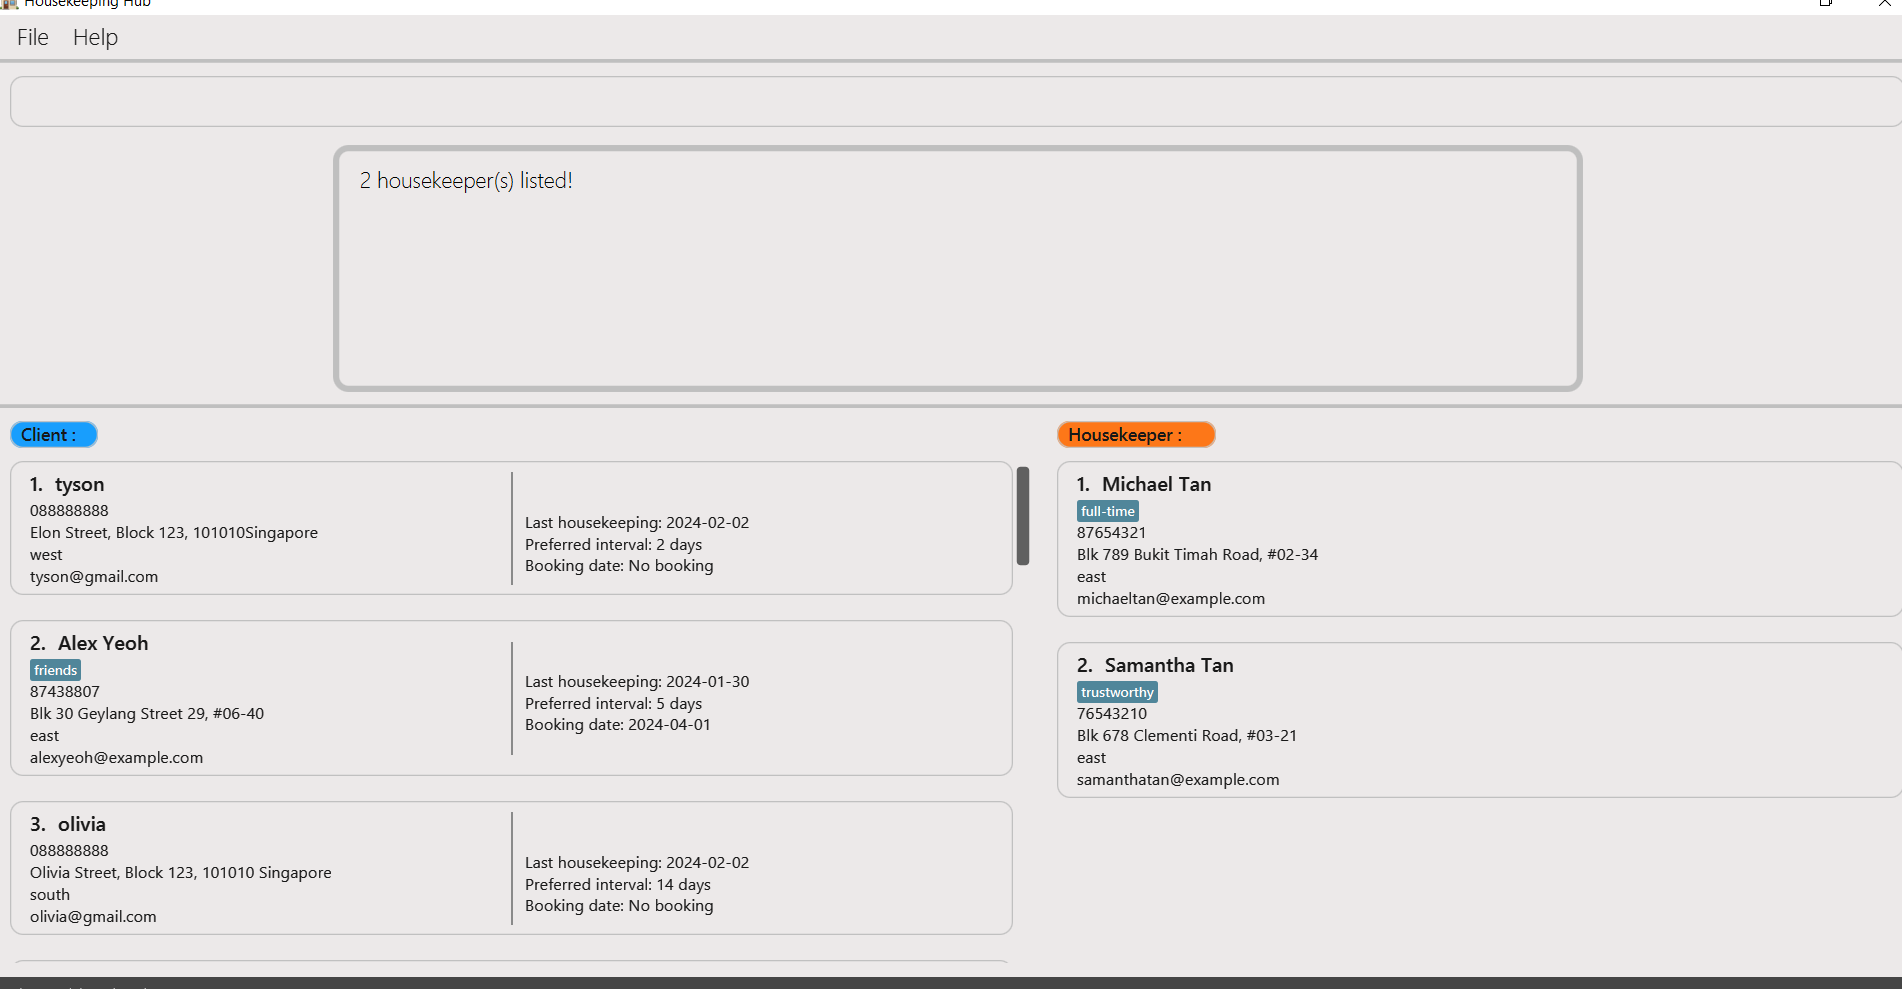 Housekeeping Hub
File Help
2 housekeeper(s) listed!
Client :
1. tyson
088888888
Elon Street, Block 123, 101010Singapore
west
tyson@gmail.com
Last housekeeping: 2024-02-02
Preferred interval: 2 days
Booking date: No booking
2. Alex Yeoh
friends
87438807
Blk 30 Geylang Street 29, #06-40
east
alexyeoh@example.com
Last housekeeping: 2024-01-30
Preferred interval: 5 days
Booking date: 2024-04-01
3. olivia
088888888
Olivia Street, Block 123, 101010 Singapore
south
olivia@gmail.com
Last housekeeping: 2024-02-02
Preferred interval: 14 days
Booking date: No booking
Housekeeper :
1. Michael Tan
full-time
87654321
Blk 789 Bukit Timah Road, #02-34
east
michaeltan@example.com
2. Samantha Tan
trustworthy
76543210
Blk 678 Clementi Road, #03-21
east
samanthatan@example.com